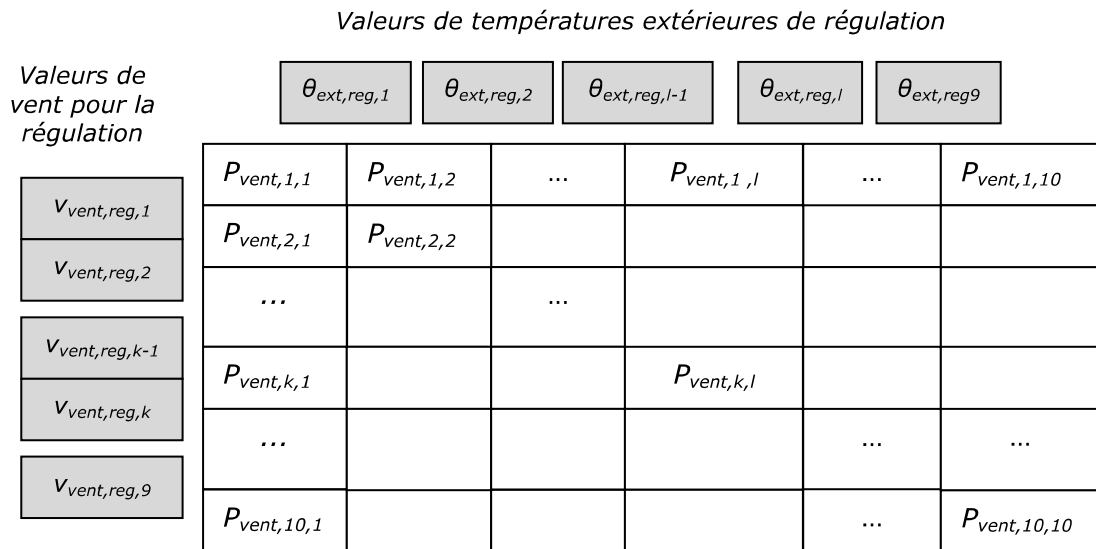 Valeurs de températures extérieures de régulation
Valeurs de
vent pour la
régulation
θext,reg,1 θext,reg,2 θext,reg,l-1 θext,reg,l θext,reg9
Pvent,1,1 Pvent,1,2 ... Pvent,1 ,l ... Pvent,1,10
vvent,reg,1
Pvent,2,1 Pvent,2,2
vvent,reg,2
... ...
vvent,reg,k-1
Pvent,k,1 Pvent,k,l
vvent,reg,k
... ... ...
vvent,reg,9
Pvent,10,1 ... Pvent,10,10